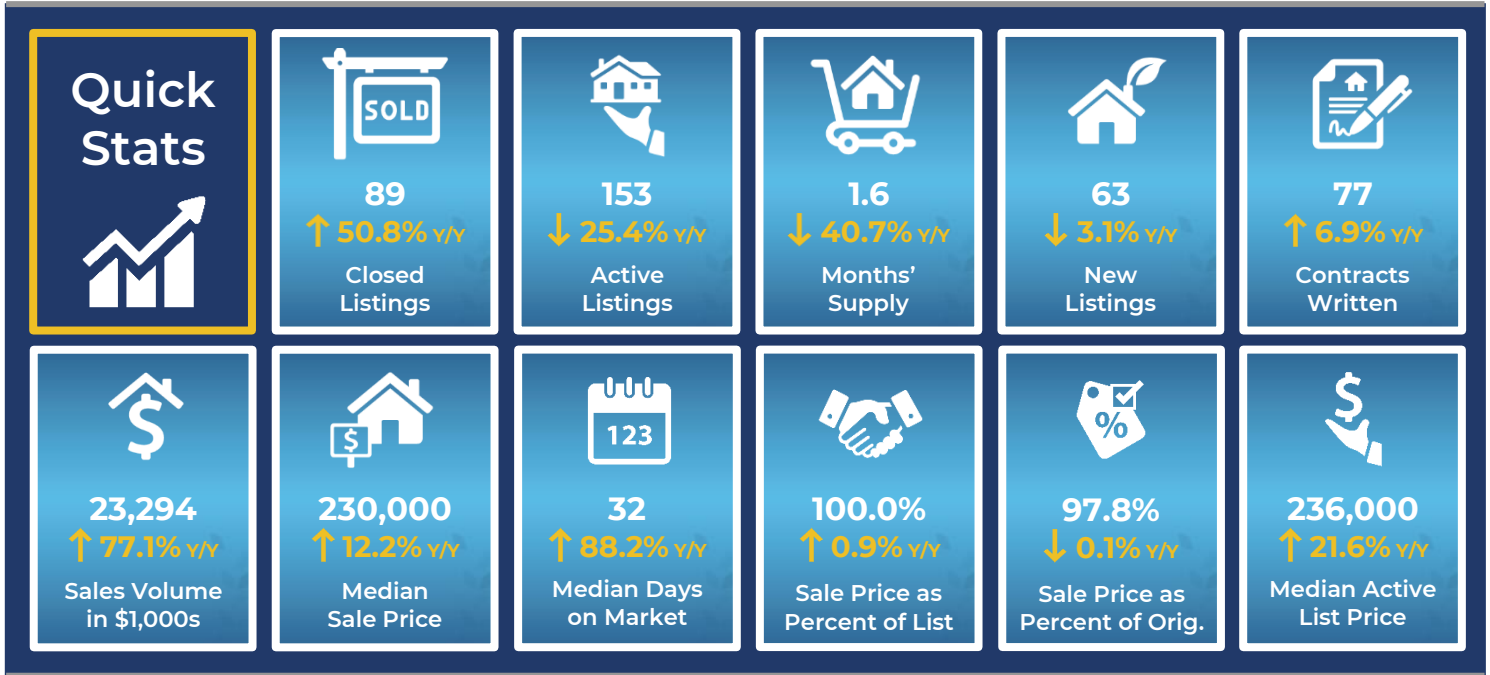 Quick
Stats
SOLD
89
↑ 50.8% Y/Y
Closed
Listings
153
↓ 25.4% Y/Y
Active
Listings
1.6
↓ 40.7% Y/Y
Months’
Supply
63
↓ 3.1% Y/Y
New
Listings
77
↑ 6.9% Y/Y
Contracts
Written
$
23,294
↑ 77.1% Y/Y
Sales Volume
in $1,000s
$
230,000
↑ 12.2% Y/Y
Median
Sale Price
123
32
↑ 88.2% Y/Y
Median Days
on Market
100.0%
↑ 0.9% Y/Y
Sale Price as
Percent of List
%
97.8%
↓ 0.1% Y/Y
Sale Price as
Percent of Orig.
$
236,000
↑ 21.6% Y/Y
Median Active
List Price